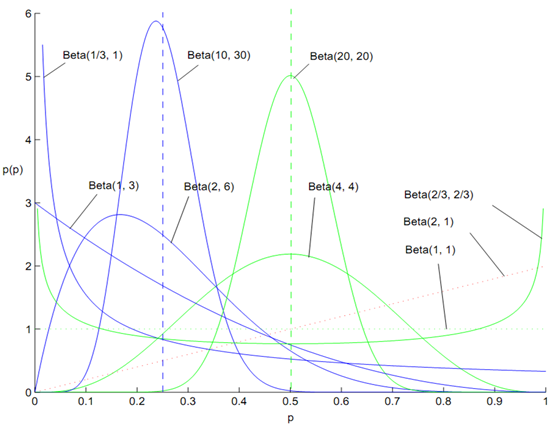 6
Beta(1/3, 1)
Beta(10, 30)
Beta(20, 20)
5
4
p(p)
Beta(1, 3)
Beta(2, 6)
Beta(4, 4)
Beta(2/3, 2/3)
3
Beta(2, 1)
Beta(1, 1)
2
1
0
0 0.1 0.2 0.3 0.4 0.5 0.6 0.7 0.8 0.9 1
p